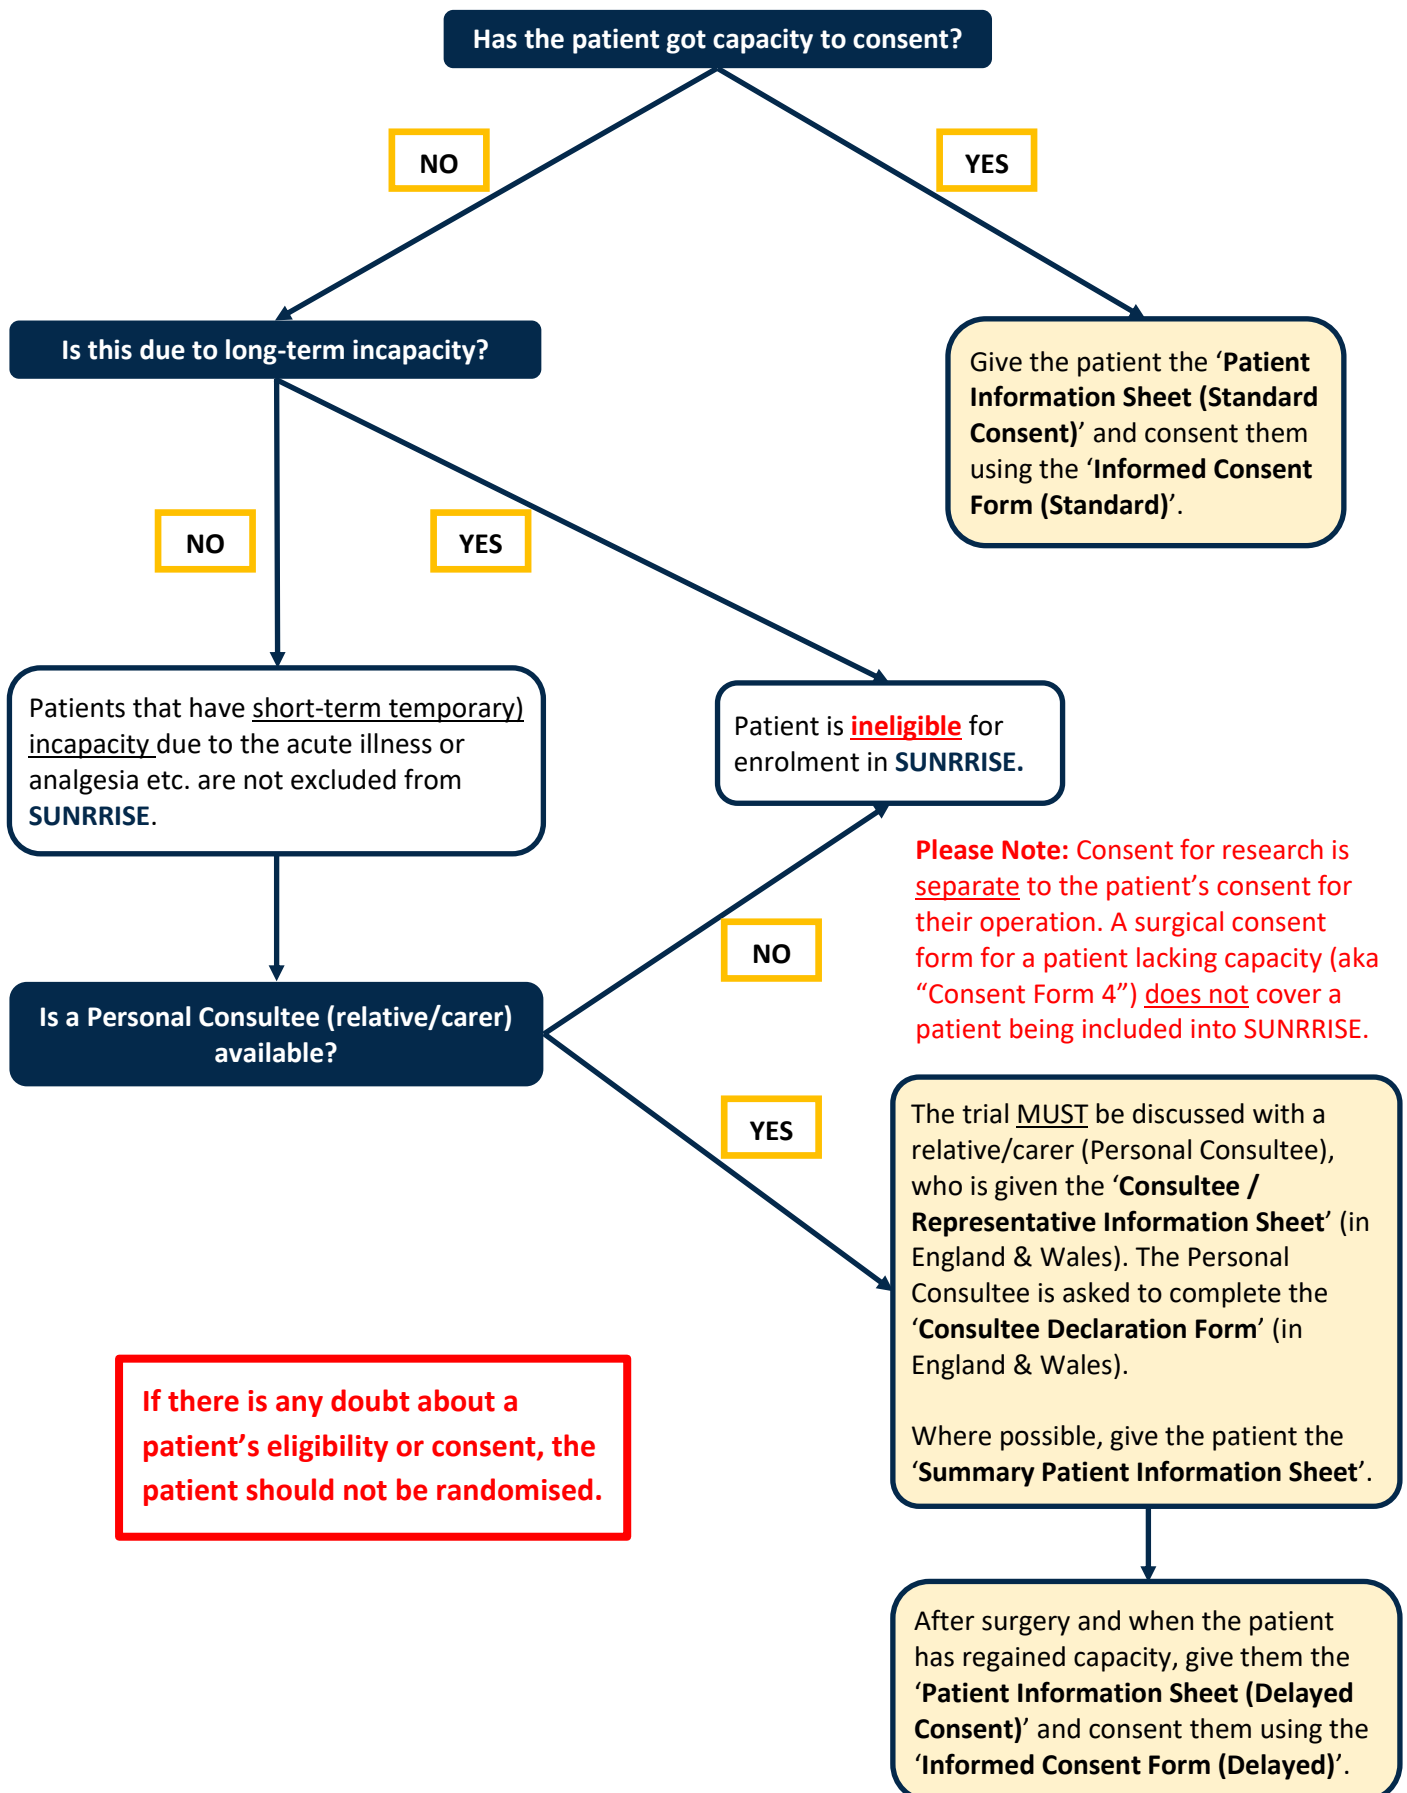 Has the patient got capacity to consent?
NO
YES
Is this due to long-term incapacity?
Give the patient the ‘Patient
Information Sheet (Standard
Consent)’ and consent them
using the ‘Informed Consent
Form (Standard)’.
NO
YES
Patients that have short-term temporary)
incapacity due to the acute illness or
analgesia etc. are not excluded from
SUNRRISE.
Patient is ineligible for
enrolment in SUNRRISE.
Please Note: Consent for research is
separate to the patient’s consent for
their operation. A surgical consent
form for a patient lacking capacity (aka
“Consent Form 4”) does not cover a
patient being included into SUNRRISE.
NO
Is a Personal Consultee (relative/carer)
available?
YES
The trial MUST be discussed with a
relative/carer (Personal Consultee),
who is given the ‘Consultee /
Representative Information Sheet’ (in
England & Wales). The Personal
Consultee is asked to complete the
‘Consultee Declaration Form’ (in
England & Wales).
Where possible, give the patient the
‘Summary Patient Information Sheet’.
If there is any doubt about a
patient’s eligibility or consent, the
patient should not be randomised.
After surgery and when the patient
has regained capacity, give them the
‘Patient Information Sheet (Delayed
Consent)’ and consent them using the
‘Informed Consent Form (Delayed)’.